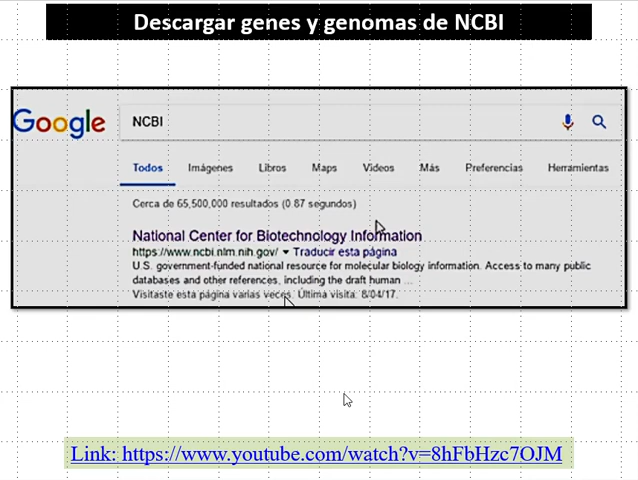 Descargar genes y genomas de NCBI
Google
NCBI
Todos Imágenes Libros Maps Videos Más Preferencias Herramientas
Cerca de 65,500,000 resultados (0.87 segundos)
National Center for Biotechnology Information
https://www.ncbi.nlm.nih.gov/ ▾ Traducir esta página
U.S. government-funded national resource for molecular biology information. Access to many public
databases and other references, including the draft human ...
Visitaste esta página varias veces. Última visita: 8/04/17.
Link: https://www.youtube.com/watch?v=8hFbHzc7OJM